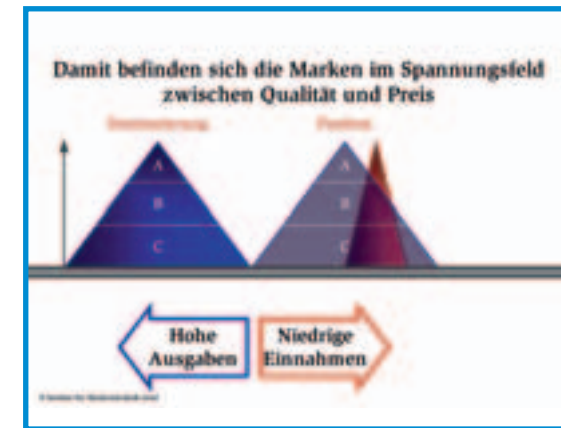 Damit befinden sich die Marken im Spannungsfeld
zwischen Qualität und Preis
A
B
C
A
B
C
Hohe
Ausgaben
Niedrige
Einnahmen